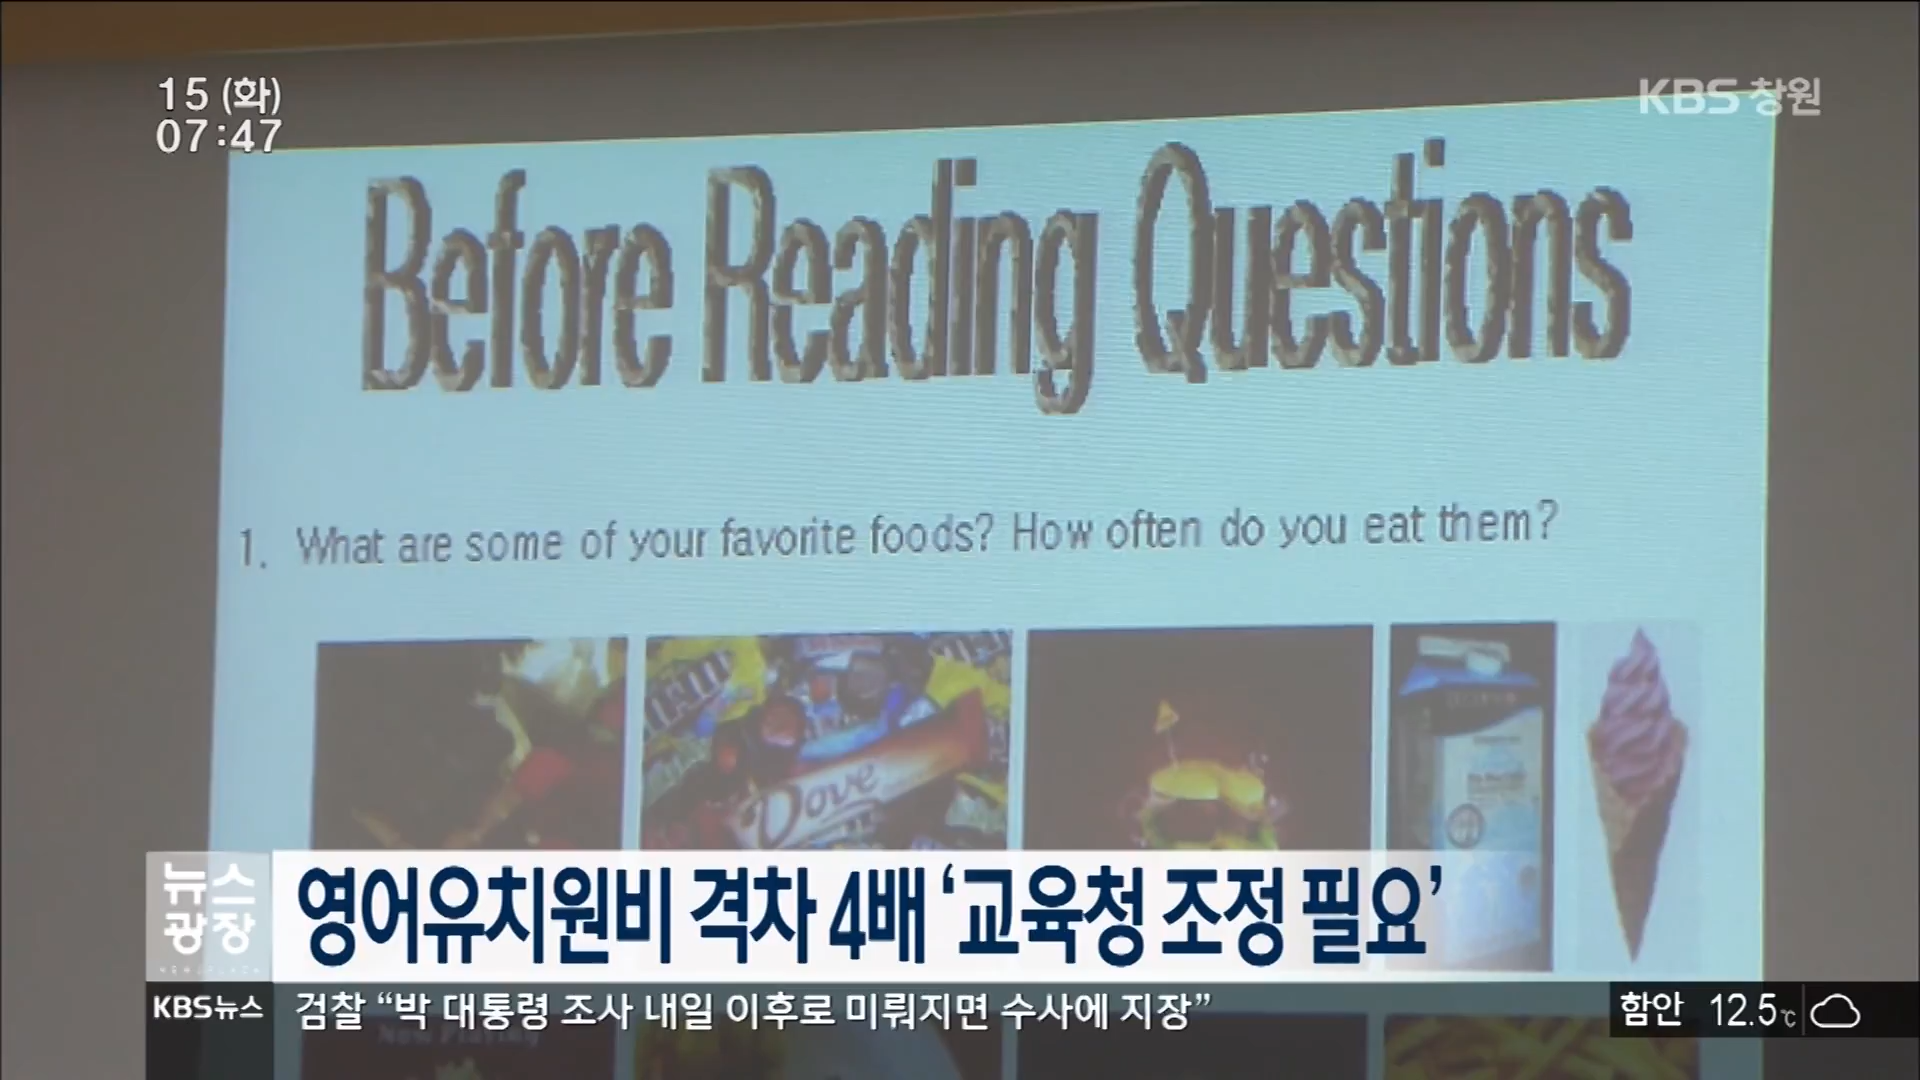 15 (화)
07:47
KBS 창원
Before Reading Questions
1. What are some of your favorite foods? How often do you eat them?
Dove
뉴스
광장
영어유치원비 격차 4배 ‘교육청 조정 필요’
KBS뉴스
검찰 “박 대통령 조사 내일 이후로 미뤄지면 수사에 지장”
함안 12.5℃
Now Playing